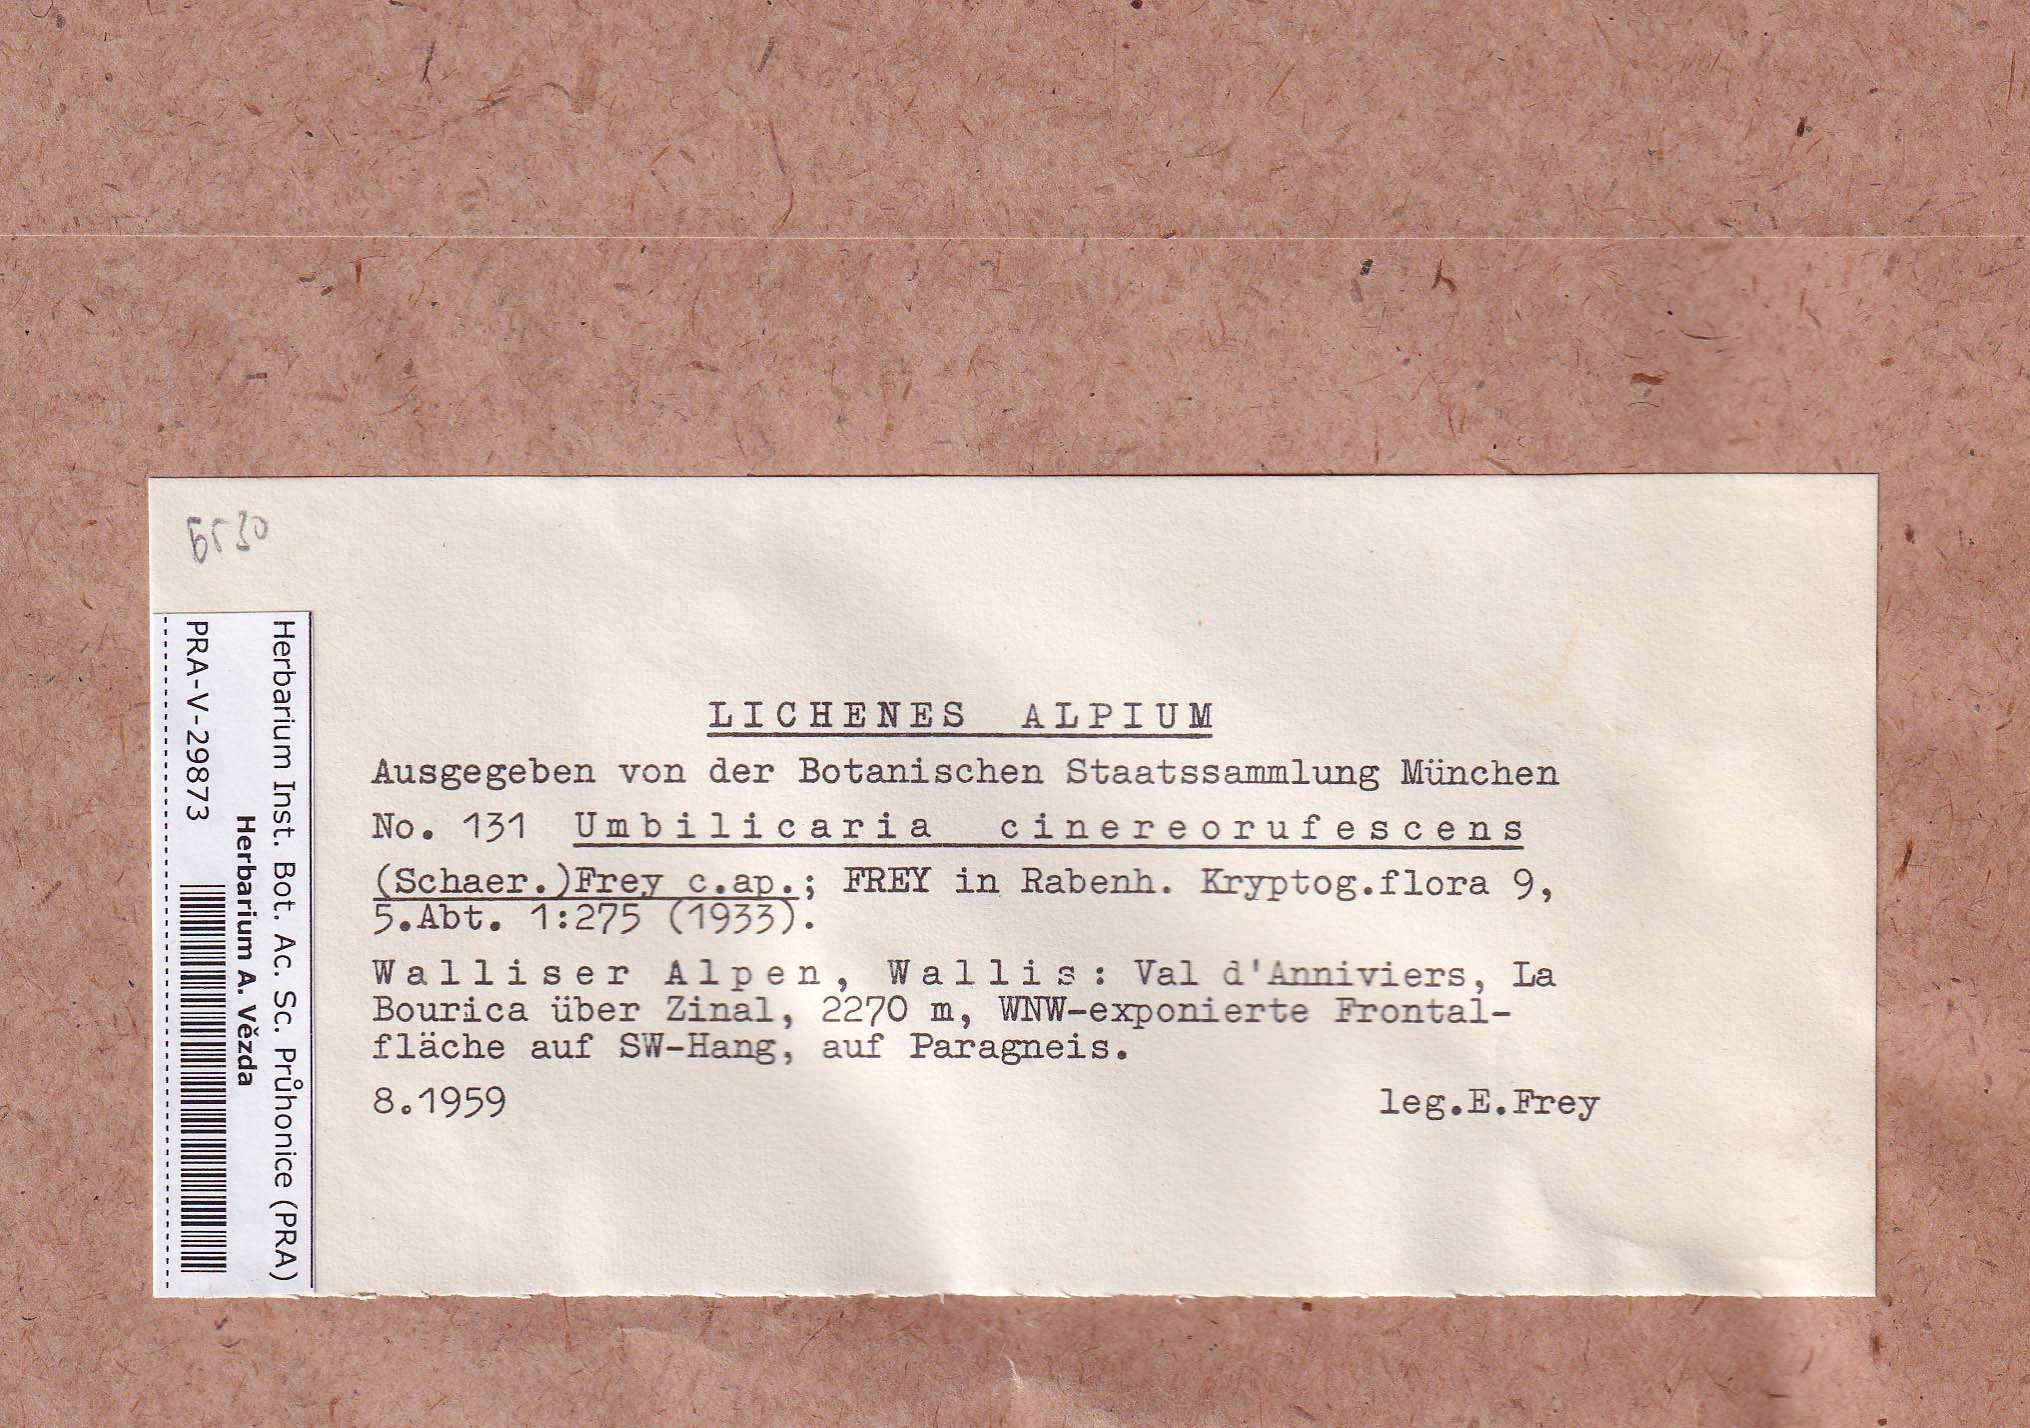 LICHENES ALPIUM
Ausgegeben von der Botanischen Staatssammlung München
No. 131 Umbilicaria cinereorufescens
(Schaer.)Frey c.ap.; FREY in Rabenh. Kryptog.flora 9,
5.Abt. 1:275 (1933).
Walliser Alpen, Wallis: Val d'Anniviers, La
Bourica über Zinal, 2270 m, WNW-exponierte Frontal-
fläche auf SW-Hang, auf Paragneis.
8.1959 leg.E.Frey
Herbarium Inst. Bot. Ac. Sc. Průhonice (PRA)
Herbarium A. Vězda
PRA-V-29873